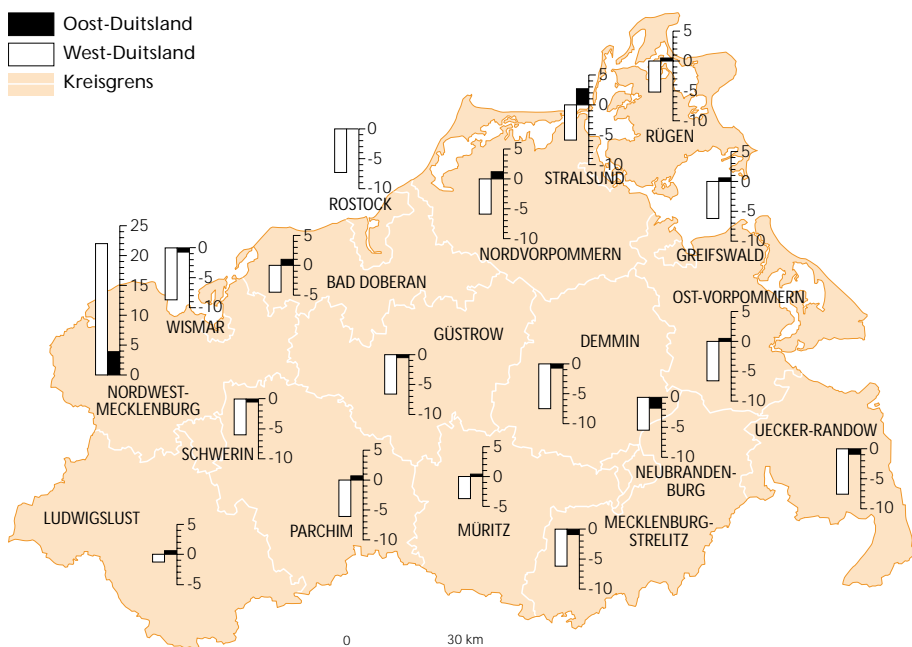 Oost-Duitsland
West-Duitsland
Kreisgrens
5
0
-5
-10
RÜGEN
5
0
-5
-10
STRALSUND
0
-5
-10
ROSTOCK
5
0
-5
-10
NORDVORPOMMERN
5
0
-5
-10
GREIFSWALD
25
20
15
10
5
0
NORDWEST-
MECKLENBURG
0
-5
-10
WISMAR
5
0
-5
BAD DOBERAN
GÜSTROW
0
-5
-10
DEMMIN
0
-5
-10
OST-VORPOMMERN
5
0
-5
-10
0
-5
-10
SCHWERIN
0
-5
-10
NEUBRANDEN-
BURG
UECKER-RANDOW
0
-5
-10
LUDWIGSLUST
5
0
-5
5
0
-5
-10
PARCHIM
5
0
-5
MÜRITZ
MECKLENBURG-
STRELITZ
0
-5
-10
0 30 km